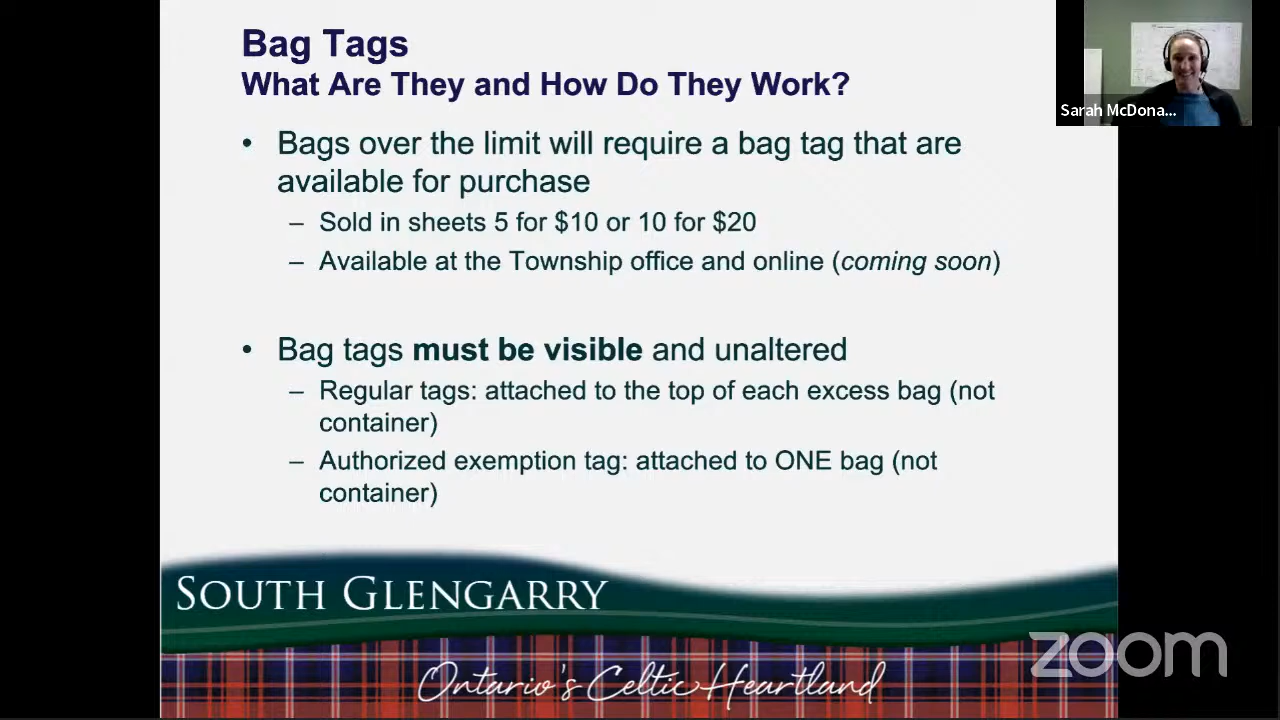 Bag Tags
What Are They and How Do They Work?
• Bags over the limit will require a bag tag that are
available for purchase
– Sold in sheets 5 for $10 or 10 for $20
– Available at the Township office and online (coming soon)
• Bag tags must be visible and unaltered
– Regular tags: attached to the top of each excess bag (not
container)
– Authorized exemption tag: attached to ONE bag (not
container)
SOUTH GLENGARRY
Ontario's Celtic Heartland
Sarah McDona...
zoom